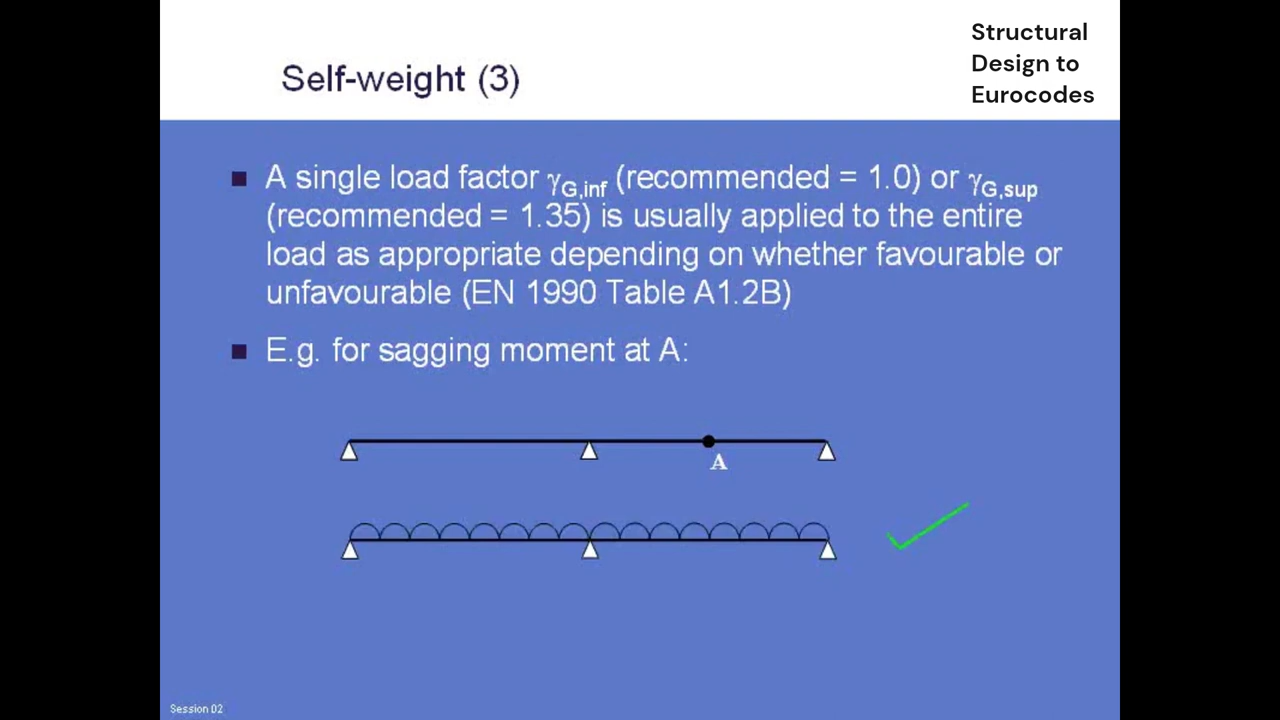 Structural
Design to
Eurocodes
Self-weight (3)
A single load factor γG,inf (recommended = 1.0) or γG,sup
(recommended = 1.35) is usually applied to the entire
load as appropriate depending on whether favourable or
unfavourable (EN 1990 Table A1.2B)
E.g. for sagging moment at A:
A
Session 02